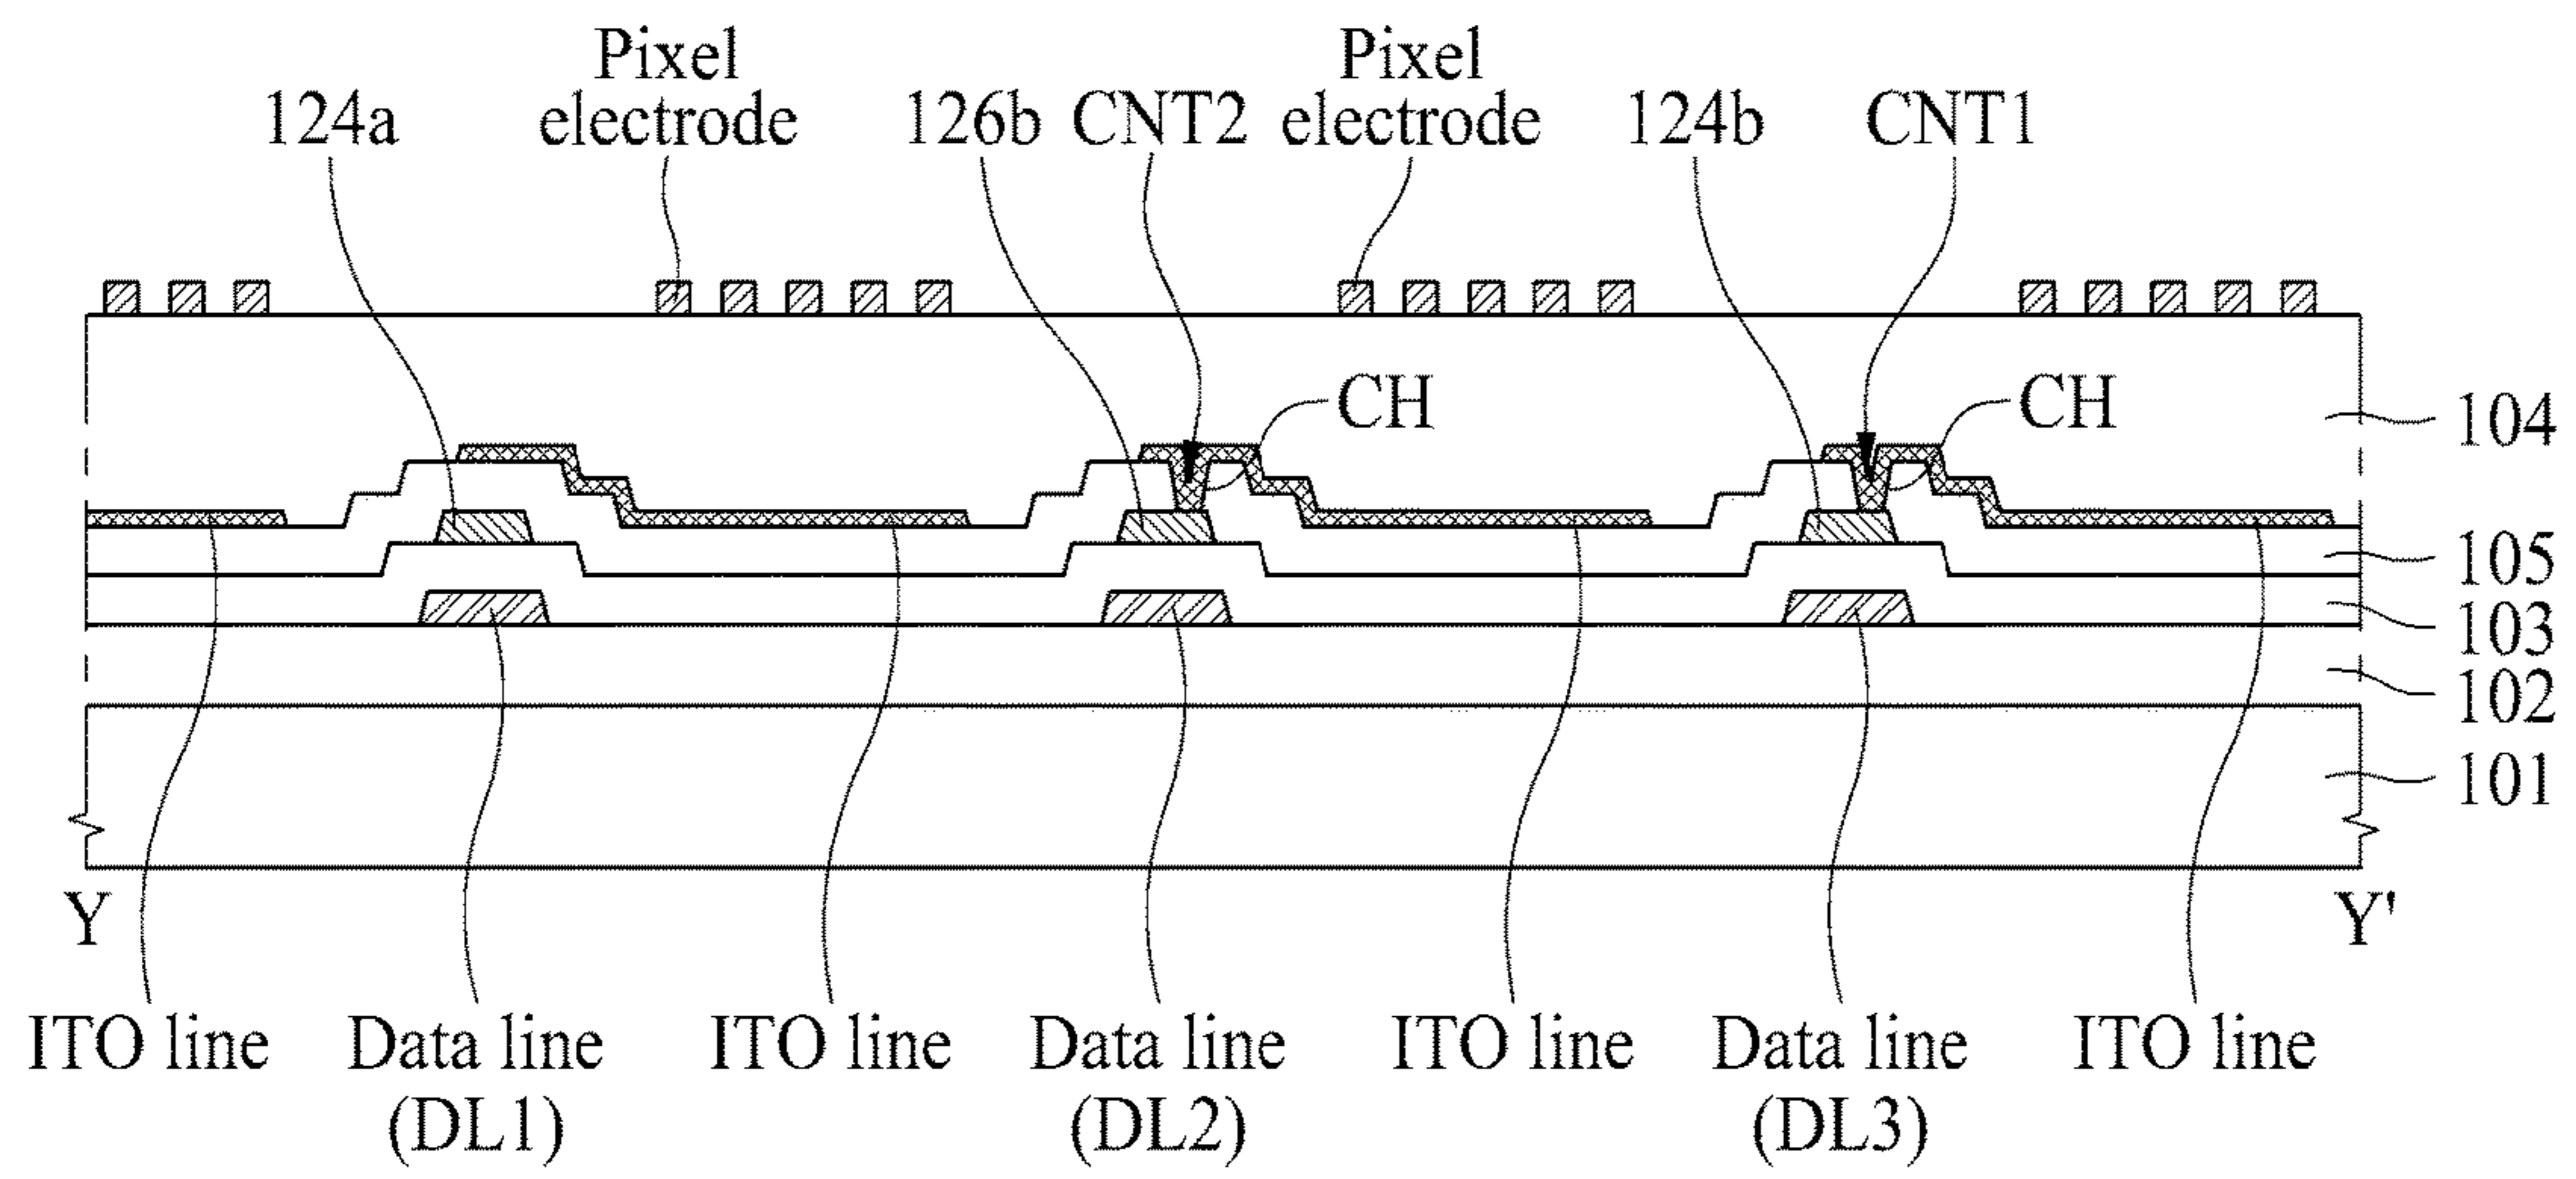 Pixel
electrode
Pixel
electrode
124a
126b
CNT2
124b
CNT1
CH
CH
104
105
103
102
101
Y
Y'
ITO line
Data line
(DL1)
ITO line
Data line
(DL2)
ITO line
Data line
(DL3)
ITO line